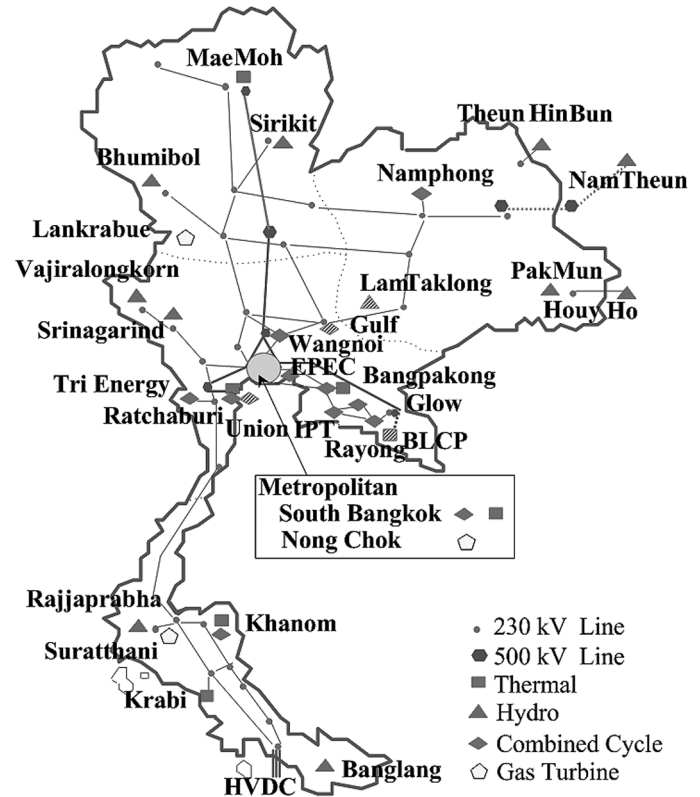 MaeMoh
Sirikit
Theun HinBun
Bhumibol
Namphong
NamTheun
Lankrabue
Vajiralongkorn
LamTaklong
PakMun
Srinagarind
Gulf
Houy Ho
Wangnoi
EPEC
Tri Energy
Bangpakong
Ratchaburi
Glow
Union IPT
BLCP
Rayong
Metropolitan
South Bangkok
Nong Chok
Rajjaprabha
Khanom
Suratthani
Krabi
HVDC
Banglang
230 kV Line
500 kV Line
Thermal
Hydro
Combined Cycle
Gas Turbine